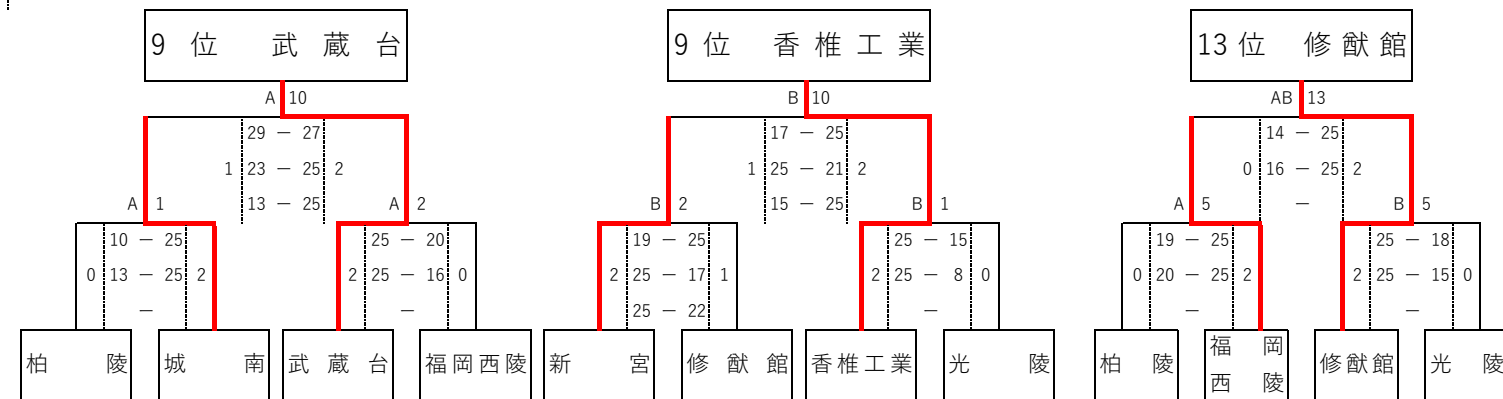 9 位 武 蔵 台
9 位 香 椎 工 業
13 位 修 猷 館
A 10
B 10
AB 13
29 － 27
1 23 － 25 2
13 － 25
17 － 25
1 25 － 21 2
15 － 25
14 － 25
0 16 － 25 2
－
A 1
A 2
B 2
B 1
A 5
B 5
10 － 25
0 13 － 25 2
－
25 － 20
2 25 － 16 0
－
19 － 25
2 25 － 17 1
25 － 22
25 － 15
2 25 － 8 0
－
19 － 25
0 20 － 25 2
－
25 － 18
2 25 － 15 0
－
柏 陵
城 南
武 蔵 台
福岡西陵
新 宮
修 猷 館
香椎工業
光 陵
柏 陵
福 岡
西 陵
修猷館
光 陵